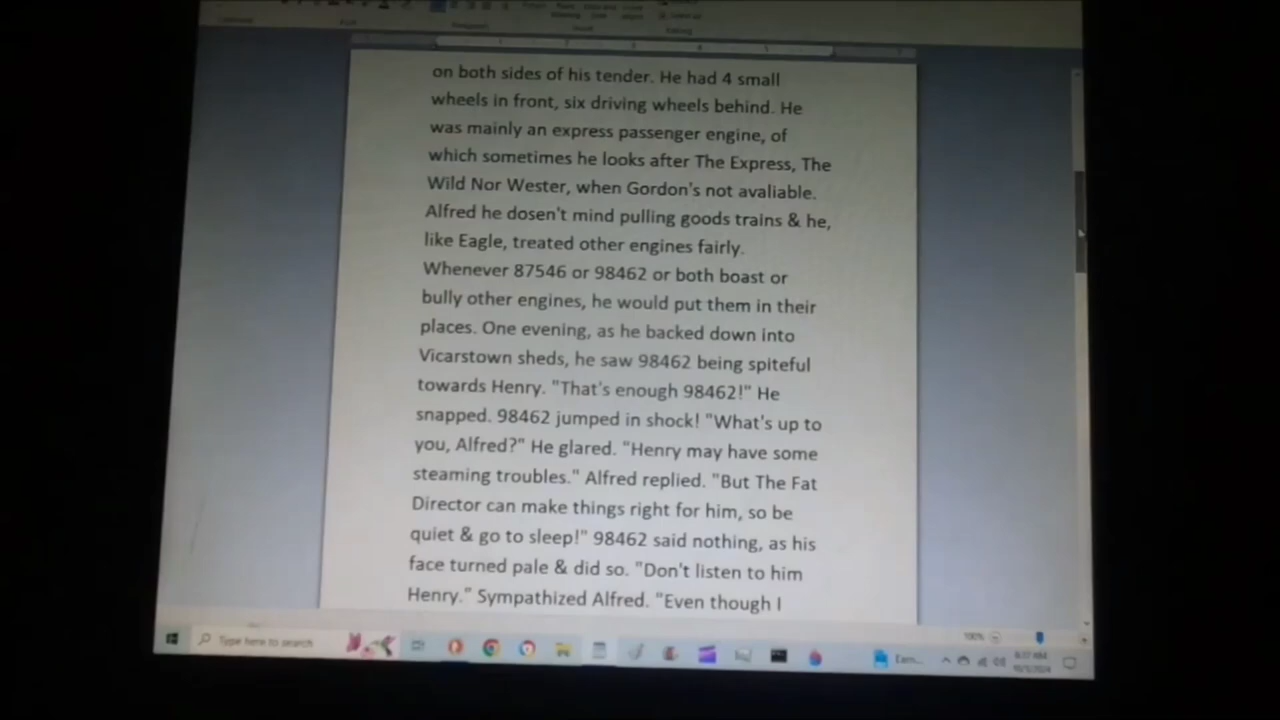 on both sides of his tender. He had 4 small
wheels in front, six driving wheels behind. He
was mainly an express passenger engine, of
which sometimes he looks after The Express, The
Wild Nor Wester, when Gordon's not avaliable.
Alfred he dosen't mind pulling goods trains & he,
like Eagle, treated other engines fairly.
Whenever 87546 or 98462 or both boast or
bully other engines, he would put them in their
places. One evening, as he backed down into
Vicarstown sheds, he saw 98462 being spiteful
towards Henry. "That's enough 98462!" He
snapped. 98462 jumped in shock! "What's up to
you, Alfred?" He glared. "Henry may have some
steaming troubles." Alfred replied. "But The Fat
Director can make things right for him, so be
quiet & go to sleep!" 98462 said nothing, as his
face turned pale & did so. "Don't listen to him
Henry." Sympathized Alfred. "Even though I
100%
Type here to search